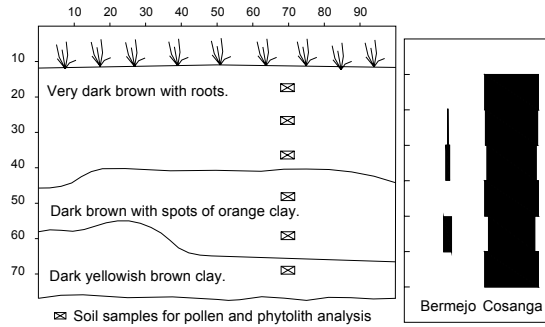 10 20 30 40 50 60 70 80 90
10
20
30
40
50
60
70
Very dark brown with roots.
Dark brown with spots of orange clay.
Dark yellowish brown clay.
Soil samples for pollen and phytolith analysis
Bermejo Cosanga